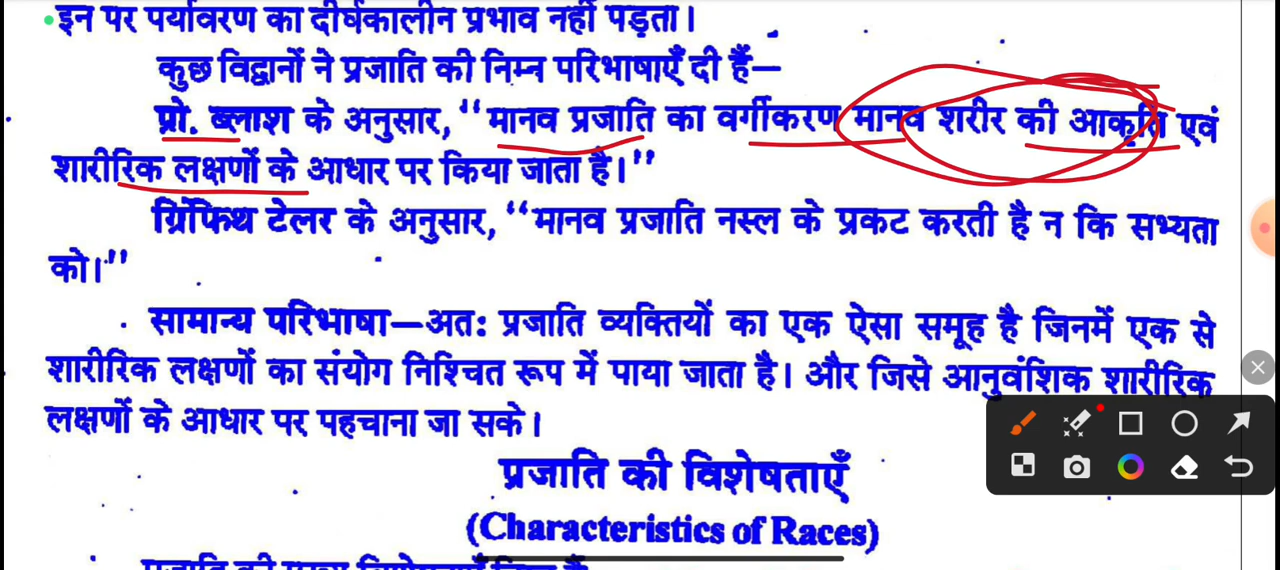 इन पर पर्यावरण का दीर्घकालीन प्रभाव नहीं पड़ता।
कुछ विद्वानों ने प्रजाति की निम्न परिभाषाएँ दी हैं—
प्रो. ब्लाश के अनुसार, “मानव प्रजाति का वर्गीकरण मानव शरीर की आकृति एवं
शारीरिक लक्षणों के आधार पर किया जाता है।”
ग्रिफिथ टेलर के अनुसार, “मानव प्रजाति नस्ल के प्रकट करती है न कि सभ्यता
को।”
सामान्य परिभाषा—अतः प्रजाति व्यक्तियों का एक ऐसा समूह है जिनमें एक से
शारीरिक लक्षणों का संयोग निश्चित रूप में पाया जाता है। और जिसे आनुवंशिक शारीरिक
लक्षणों के आधार पर पहचाना जा सके।
प्रजाति की विशेषताएँ
(Characteristics of Races)
प्रजाति की मुख्य विशेषताएँ निम्न हैं